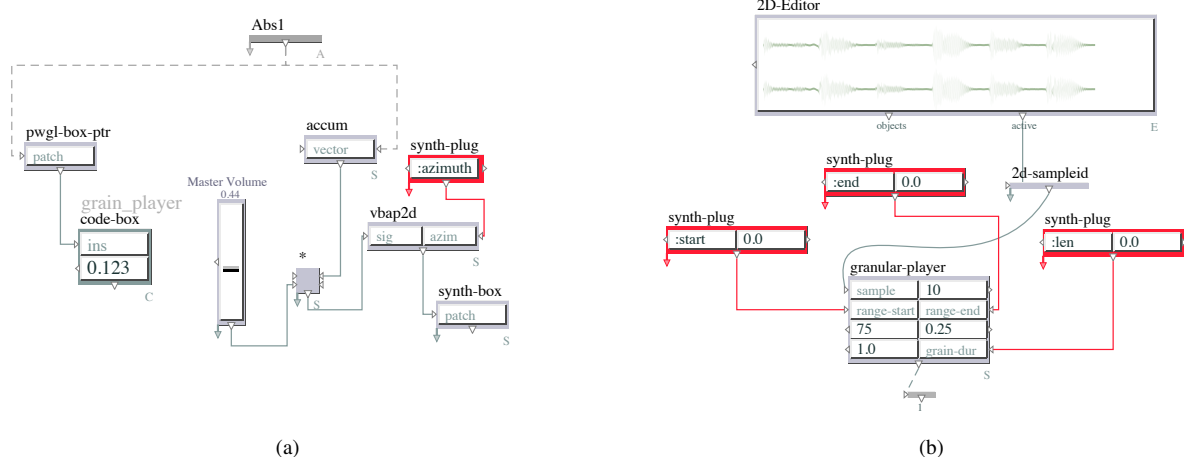 Abs1
A
pwgl-box-ptr
patch
grain_player
code-box
ins
0.123
C
Master Volume
0.44
accum
vector
S
synth-plug
:azimuth
vbap2d
sig azim
S
*
S
synth-box
patch
S
(a)
2D-Editor
objects active E
synth-plug
:end 0.0
2d-sampleid
synth-plug
:start 0.0
synth-plug
:len 0.0
granular-player
sample 10
range-start range-end
75 0.25
1.0 grain-dur
S
1
(b)